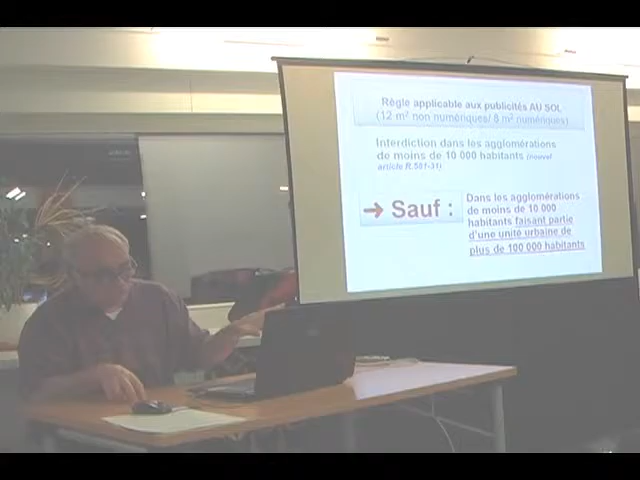 Règle applicable aux publicités AU SOL
(12 m² non numériques/ 8 m² numériques)
Interdiction dans les agglomérations
de moins de 10 000 habitants (nouvel
article R.581-31)
➔ Sauf :
Dans les agglomérations
de moins de 10 000
habitants faisant partie
d'une unité urbaine de
plus de 100 000 habitants